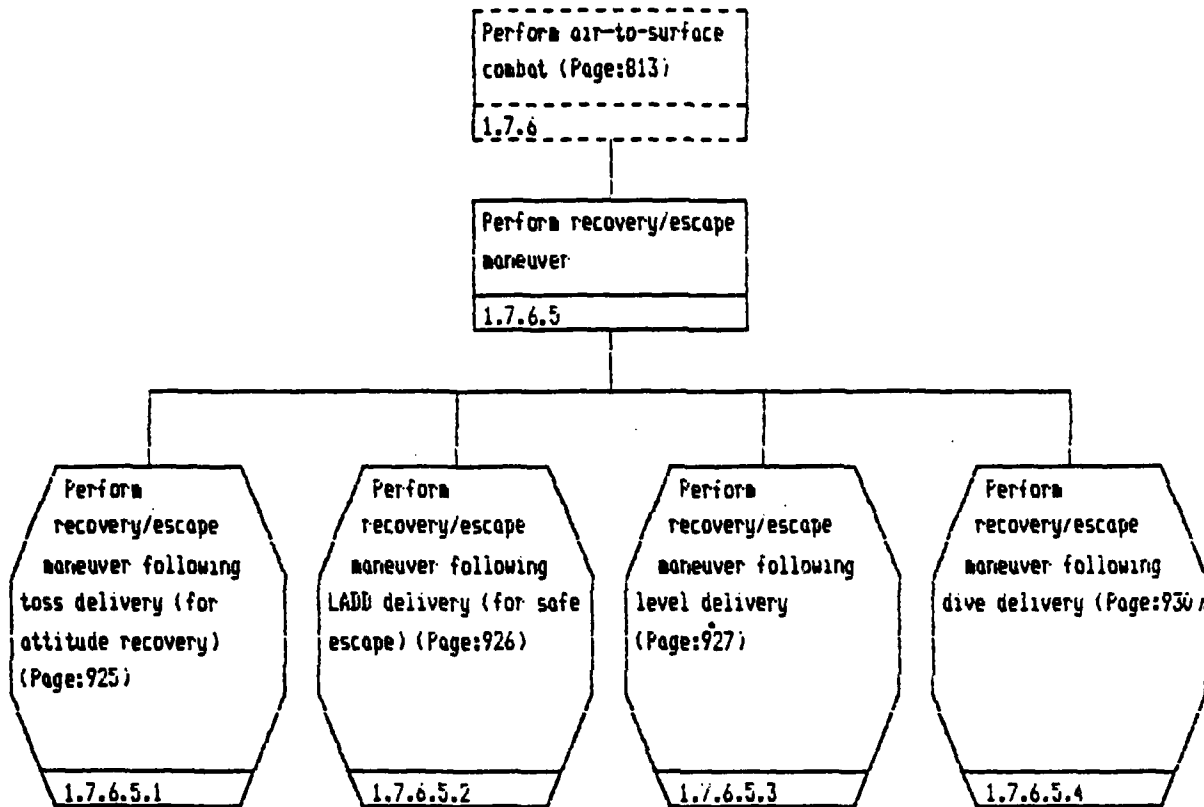 Perform air-to-surface
combat (Page:813)
1.7.6
Perform recovery/escape
maneuver
1.7.6.5
Perform
recovery/escape
maneuver following
toss delivery (for
attitude recovery)
(Page:925)
1.7.6.5.1
Perform
recovery/escape
maneuver following
LADD delivery (for safe
escape) (Page:926)
1.7.6.5.2
Perform
recovery/escape
maneuver following
level delivery
(Page:927)
1.7.6.5.3
Perform
recovery/escape
maneuver following
dive delivery (Page:930)
1.7.6.5.4